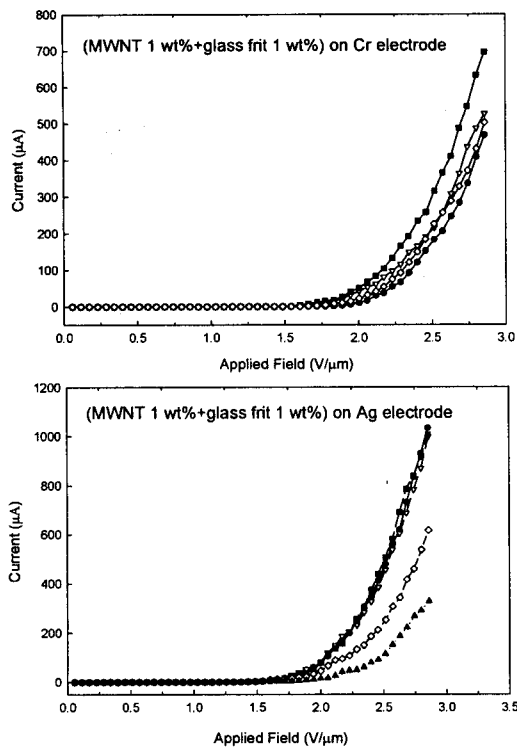 800
(MWNT 1 wt%+glass frit 1 wt%) on Cr electrode
700
600
500
400
300
200
100
0
Current (μA)
0.0 0.5 1.0 1.5 2.0 2.5 3.0
Applied Field (V/μm)
1200
(MWNT 1 wt%+glass frit 1 wt%) on Ag electrode
1000
800
600
400
200
0
Current (μA)
0.0 0.5 1.0 1.5 2.0 2.5 3.0 3.5
Applied Field (V/μm)